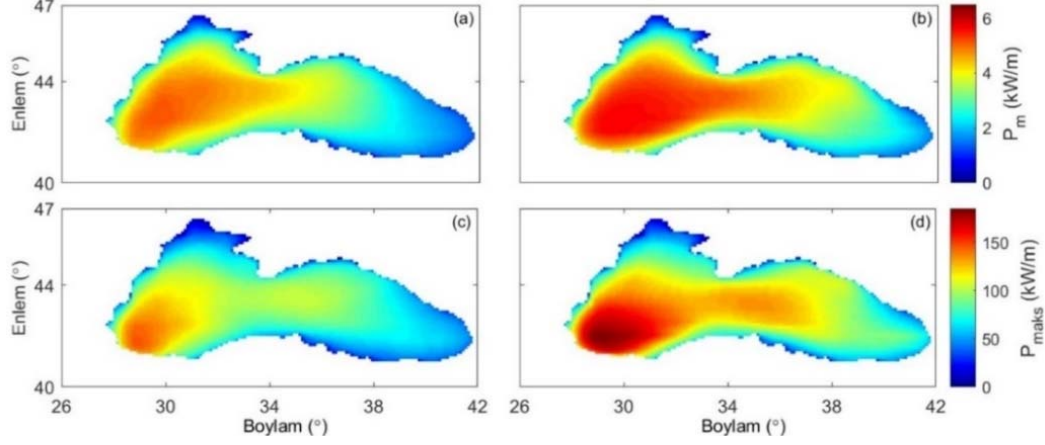 47
44
40
Enlem (°)
(a)
(b)
6
4
2
0
P_m (kW/m)
47
44
40
Enlem (°)
(c)
(d)
150
100
50
0
P_maks (kW/m)
26 30 34 38 42
26 30 34 38 42
Boylam (°)
Boylam (°)